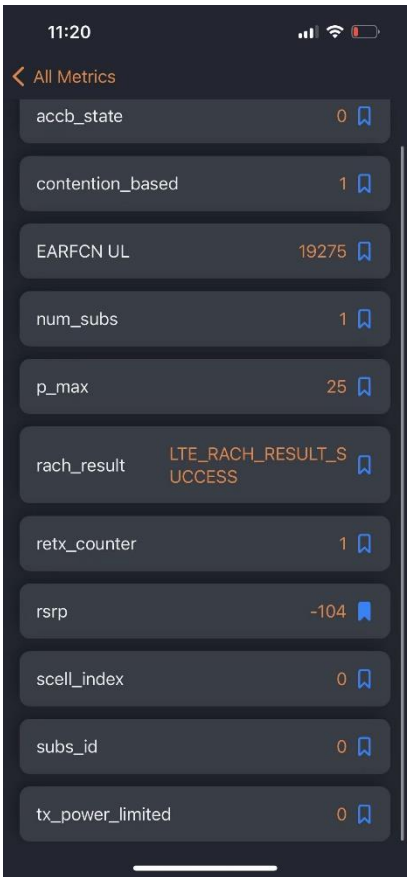 11:20
All Metrics
accb_state 0
contention_based 1
EARFCN UL 19275
num_subs 1
p_max 25
rach_result LTE_RACH_RESULT_S
UCCESS
retx_counter 1
rsrp -104
scell_index 0
subs_id 0
tx_power_limited 0